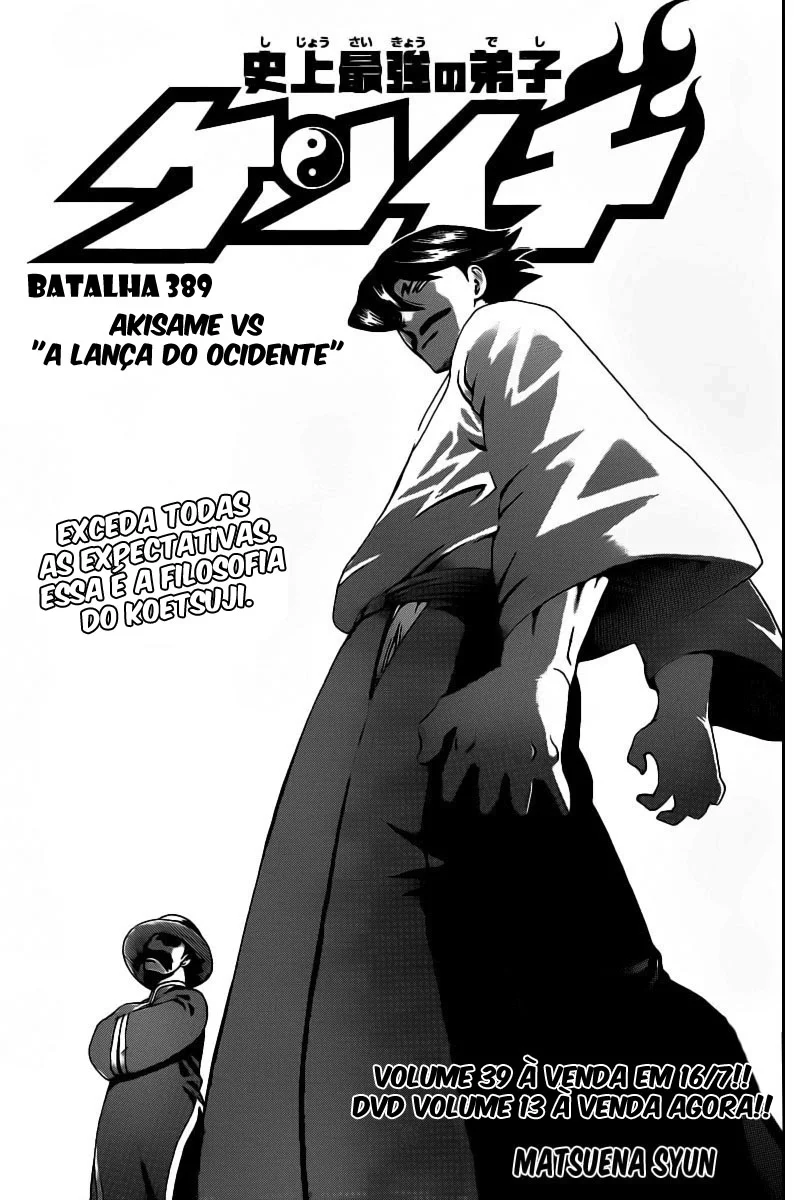 しじょうさいきょうでし
史上最強の弟子
ケンイチ
BATALHA 389
AKISAME VS
"A LANÇA DO OCIDENTE"
EXCEDA TODAS
AS EXPECTATIVAS.
ESSA É A FILOSOFIA
DO KOETSUJI.
VOLUME 39 À VENDA EM 16/7!!
DVD VOLUME 13 À VENDA AGORA!!
MATSUENA SYUN